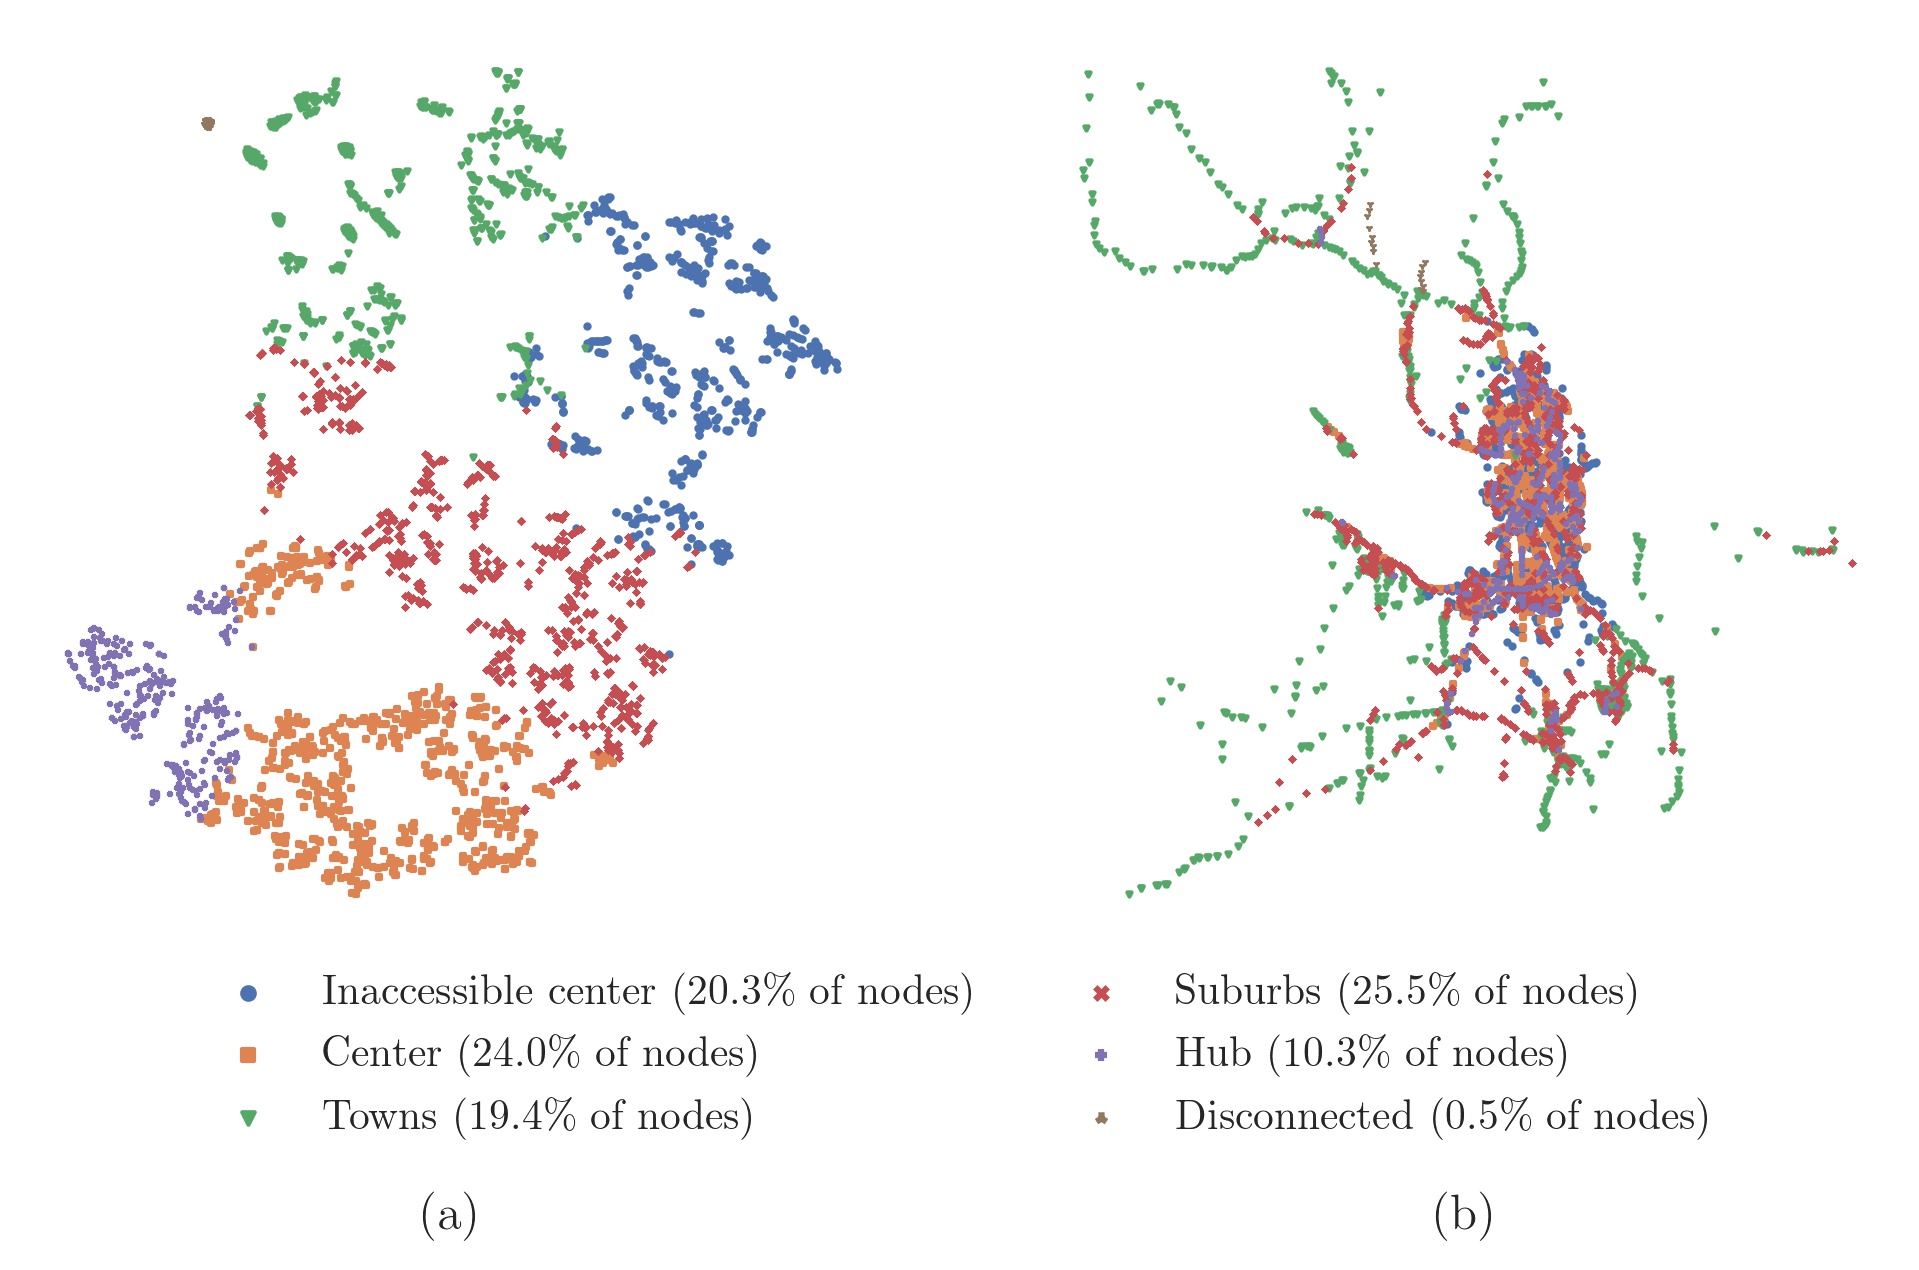 Inaccessible center (20.3% of nodes)
Center (24.0% of nodes)
Towns (19.4% of nodes)
Suburbs (25.5% of nodes)
Hub (10.3% of nodes)
Disconnected (0.5% of nodes)
(a)
(b)